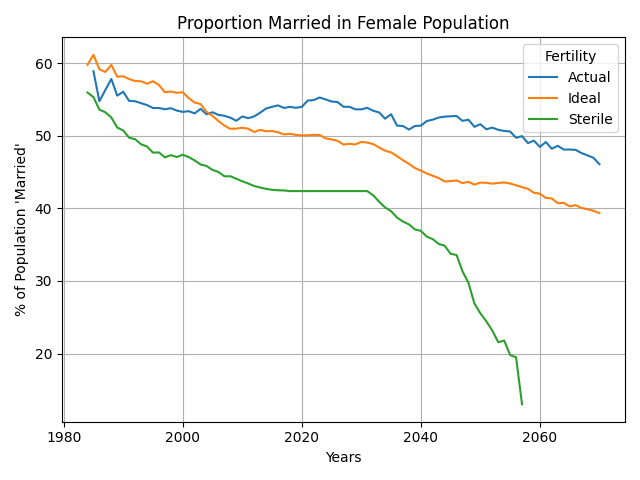 Proportion Married in Female Population
% of Population 'Married'
60
50
40
30
20
Fertility
Actual
Ideal
Sterile
1980
2000
2020
2040
2060
Years